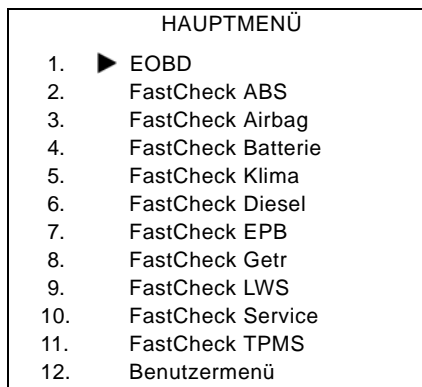 HAUPTMENÜ
1. ▶ EOBD
2. FastCheck ABS
3. FastCheck Airbag
4. FastCheck Batterie
5. FastCheck Klima
6. FastCheck Diesel
7. FastCheck EPB
8. FastCheck Getr
9. FastCheck LWS
10. FastCheck Service
11. FastCheck TPMS
12. Benutzermenü